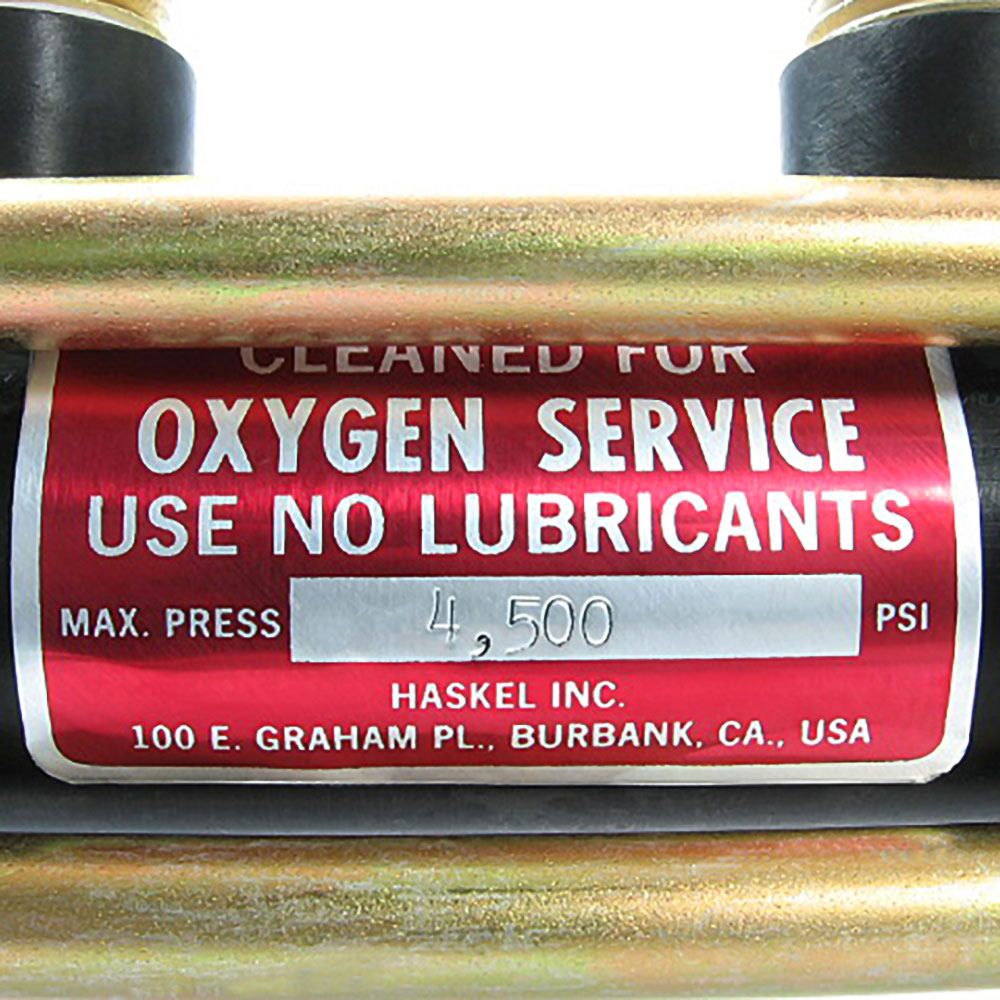 CLEANED FOR
OXYGEN SERVICE
USE NO LUBRICANTS
MAX. PRESS 4,500 PSI
HASKEL INC.
100 E. GRAHAM PL., BURBANK, CA., USA